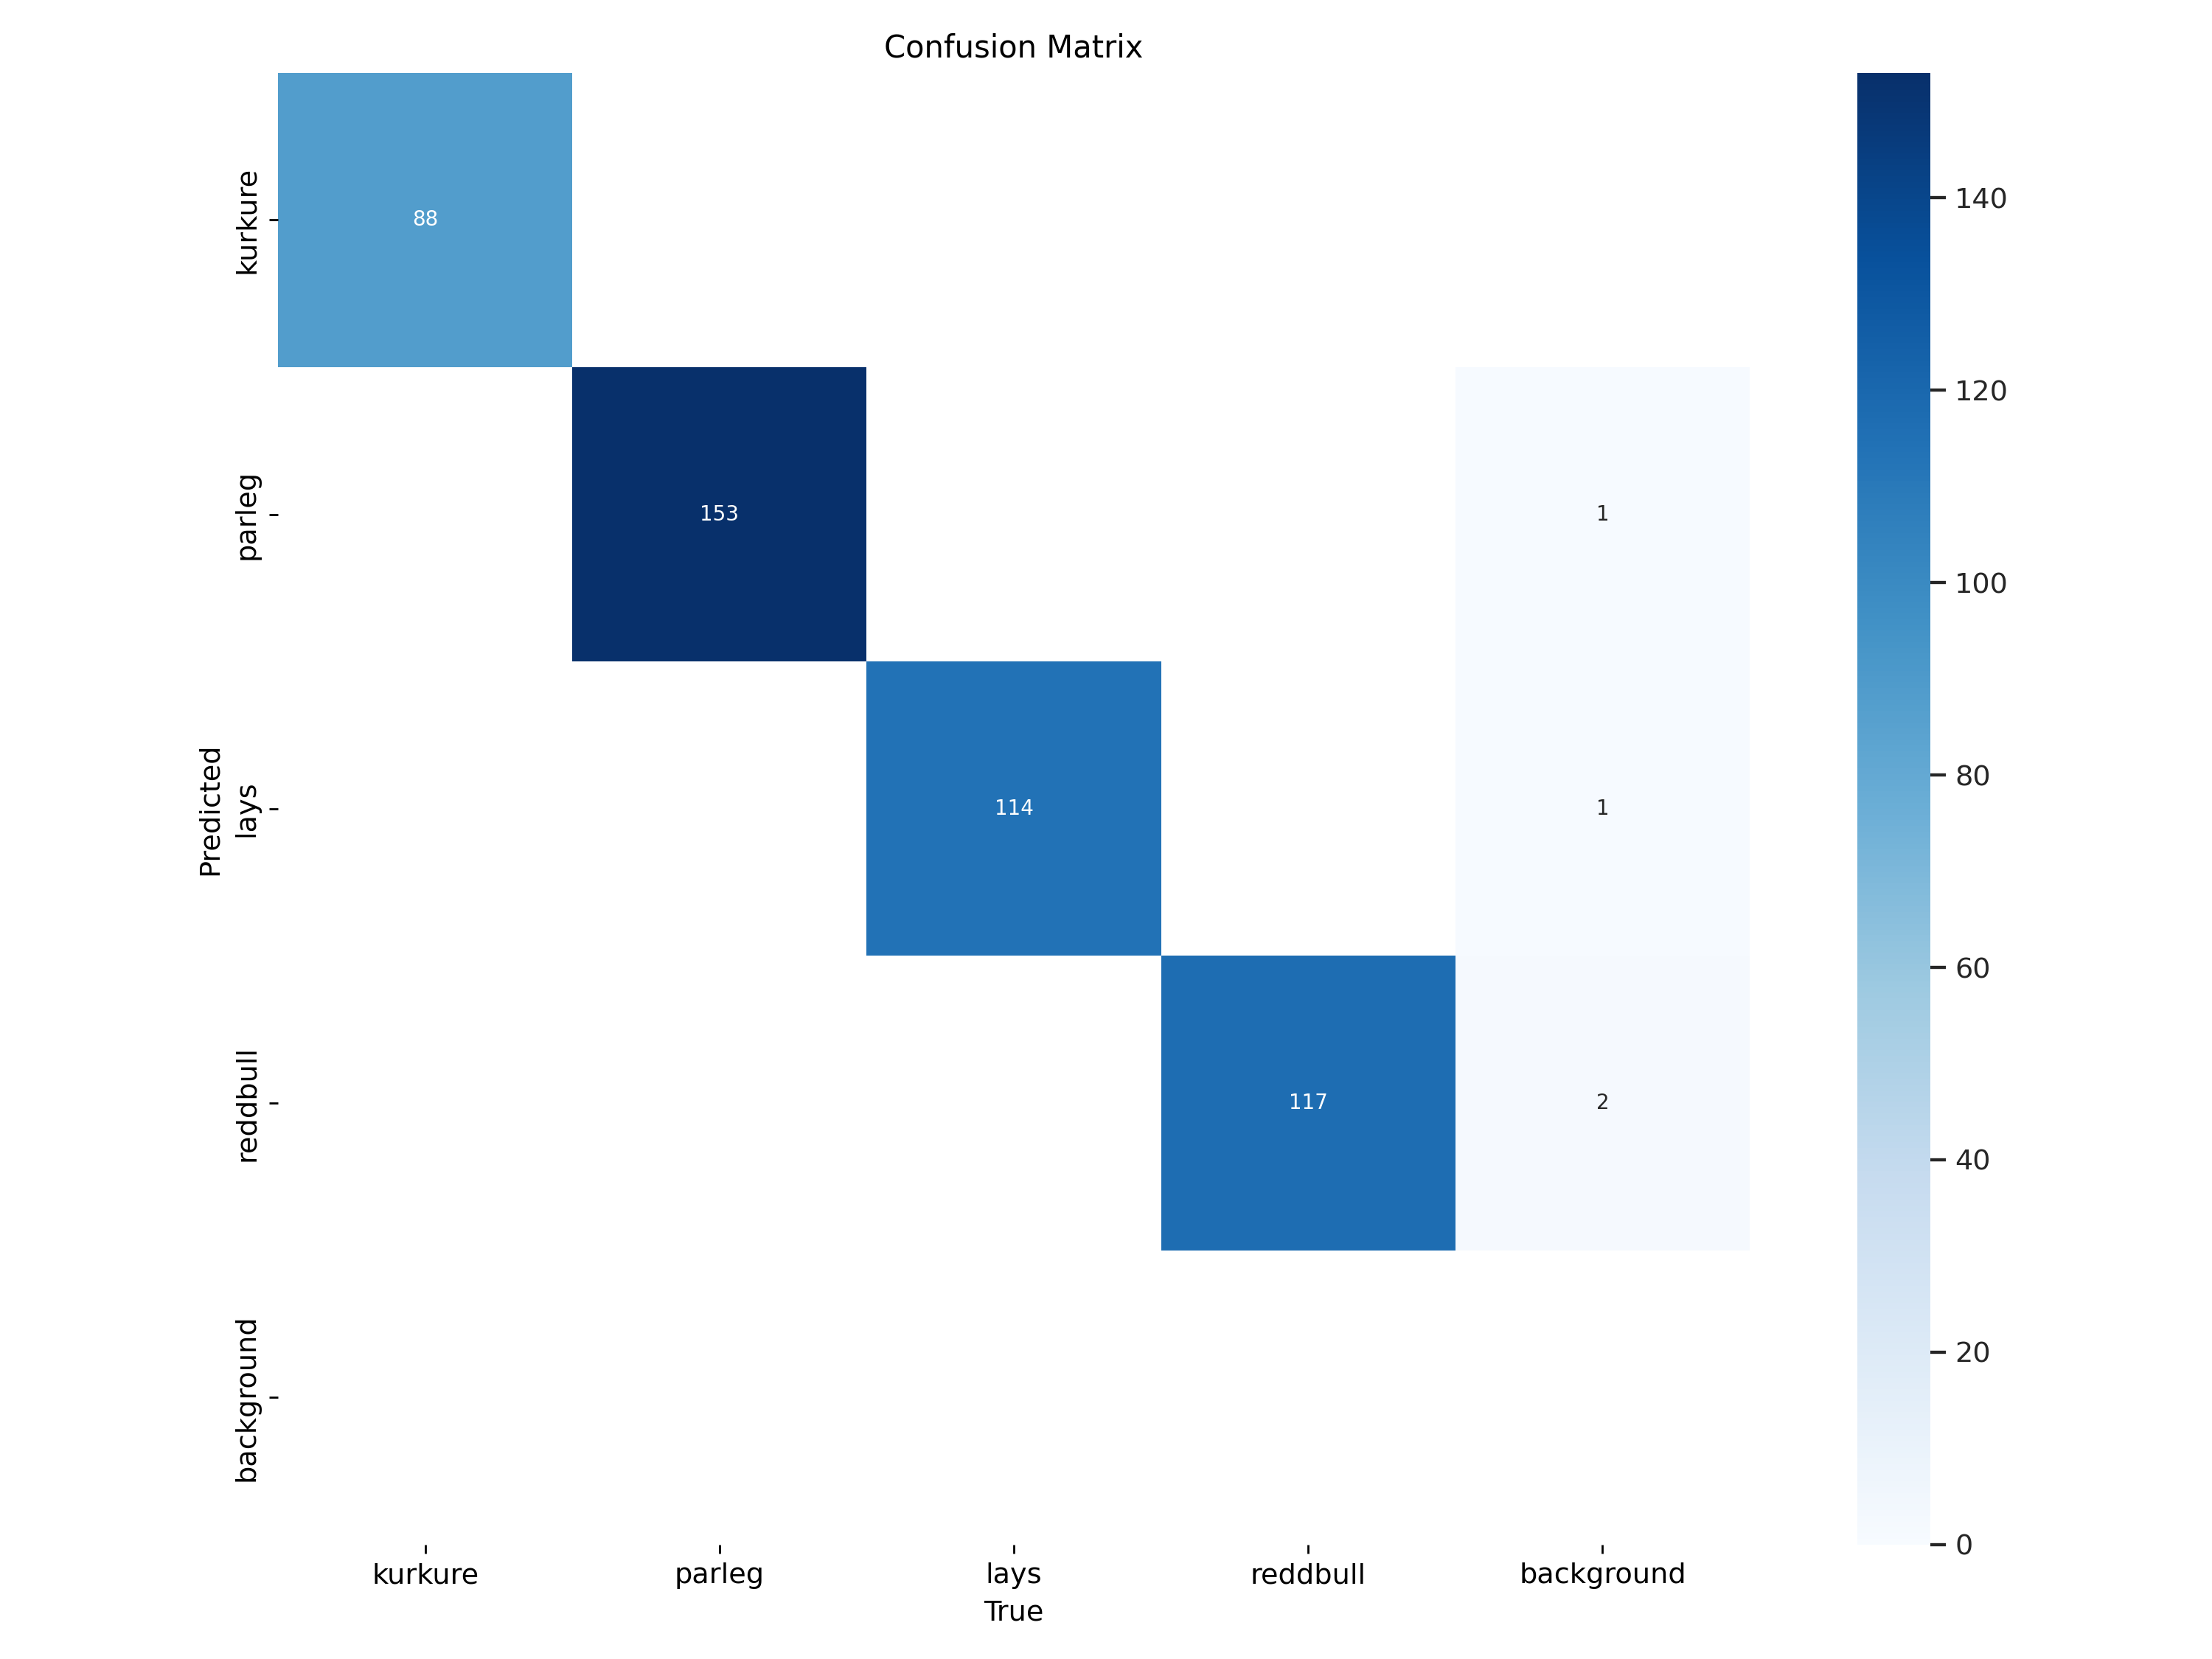 Confusion Matrix
Predicted
kurkure
parleg
lays
reddbull
background
88
153
1
114
1
117
2
kurkure
parleg
lays
reddbull
background
True
140
120
100
80
60
40
20
0